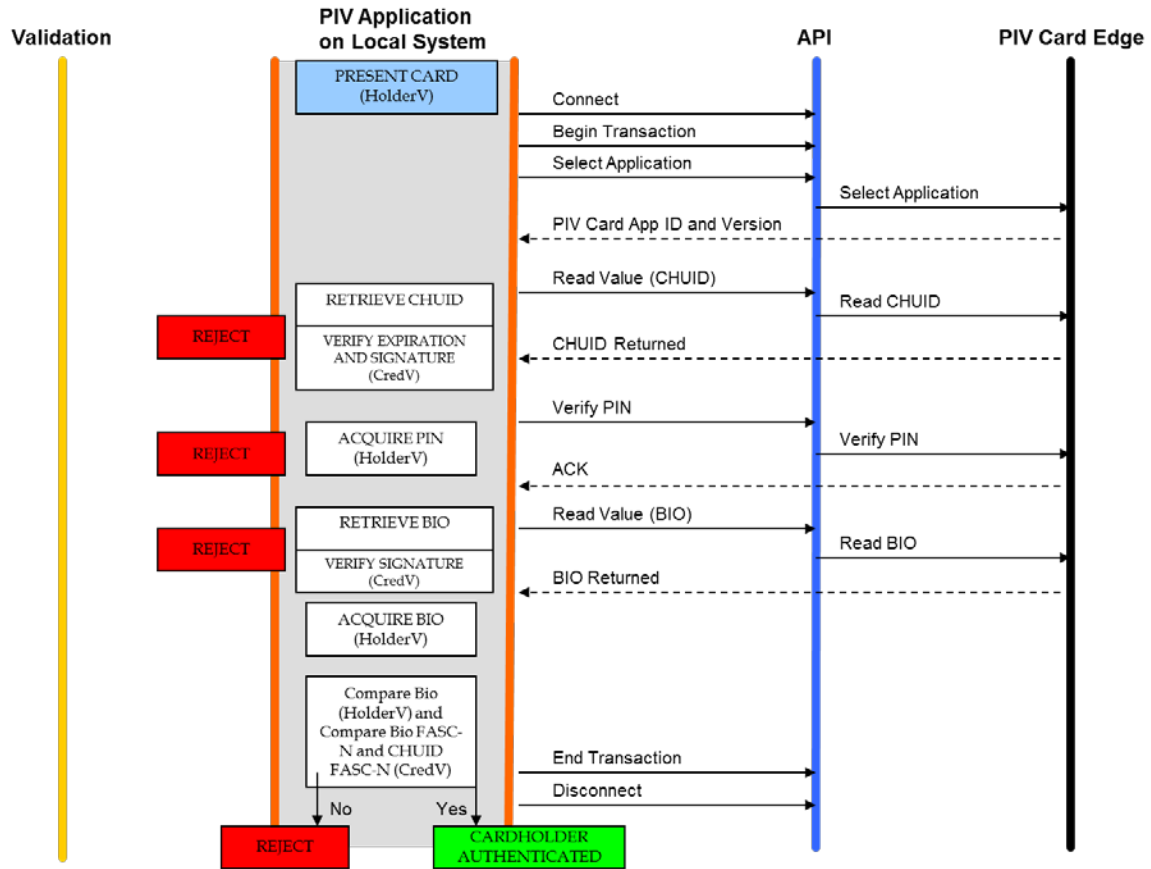 Validation
PIV Application
on Local System
API
PIV Card Edge
PRESENT CARD
(HolderV)
Connect
Begin Transaction
Select Application
Select Application
PIV Card App ID and Version
Read Value (CHUID)
RETRIEVE CHUID
Read CHUID
REJECT
VERIFY EXPIRATION
AND SIGNATURE
(CredV)
CHUID Returned
Verify PIN
ACQUIRE PIN
(HolderV)
REJECT
Verify PIN
ACK
Read Value (BIO)
RETRIEVE BIO
REJECT
Read BIO
VERIFY SIGNATURE
(CredV)
BIO Returned
ACQUIRE BIO
(HolderV)
Compare Bio
(HolderV) and
Compare Bio FASC-
N and CHUID
FASC-N (CredV)
End Transaction
Disconnect
No
Yes
REJECT
CARDHOLDER
AUTHENTICATED